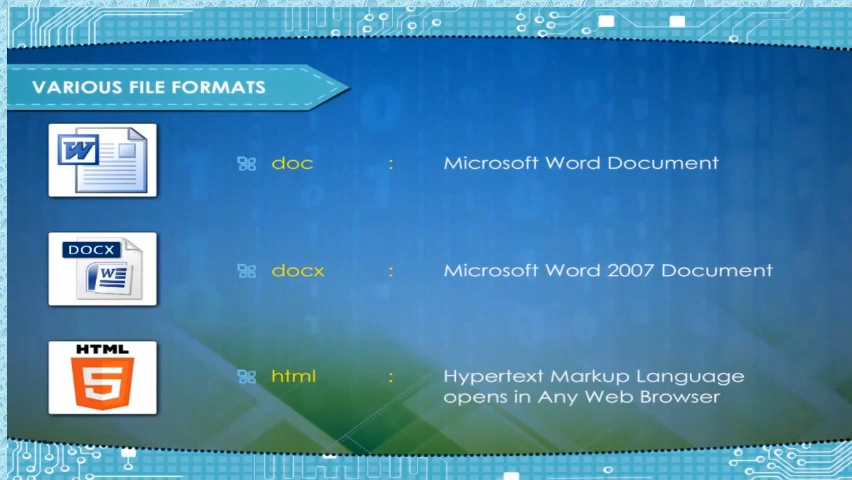 VARIOUS FILE FORMATS
W
doc : Microsoft Word Document
DOCX
W
docx : Microsoft Word 2007 Document
HTML
5
html : Hypertext Markup Language
opens in Any Web Browser